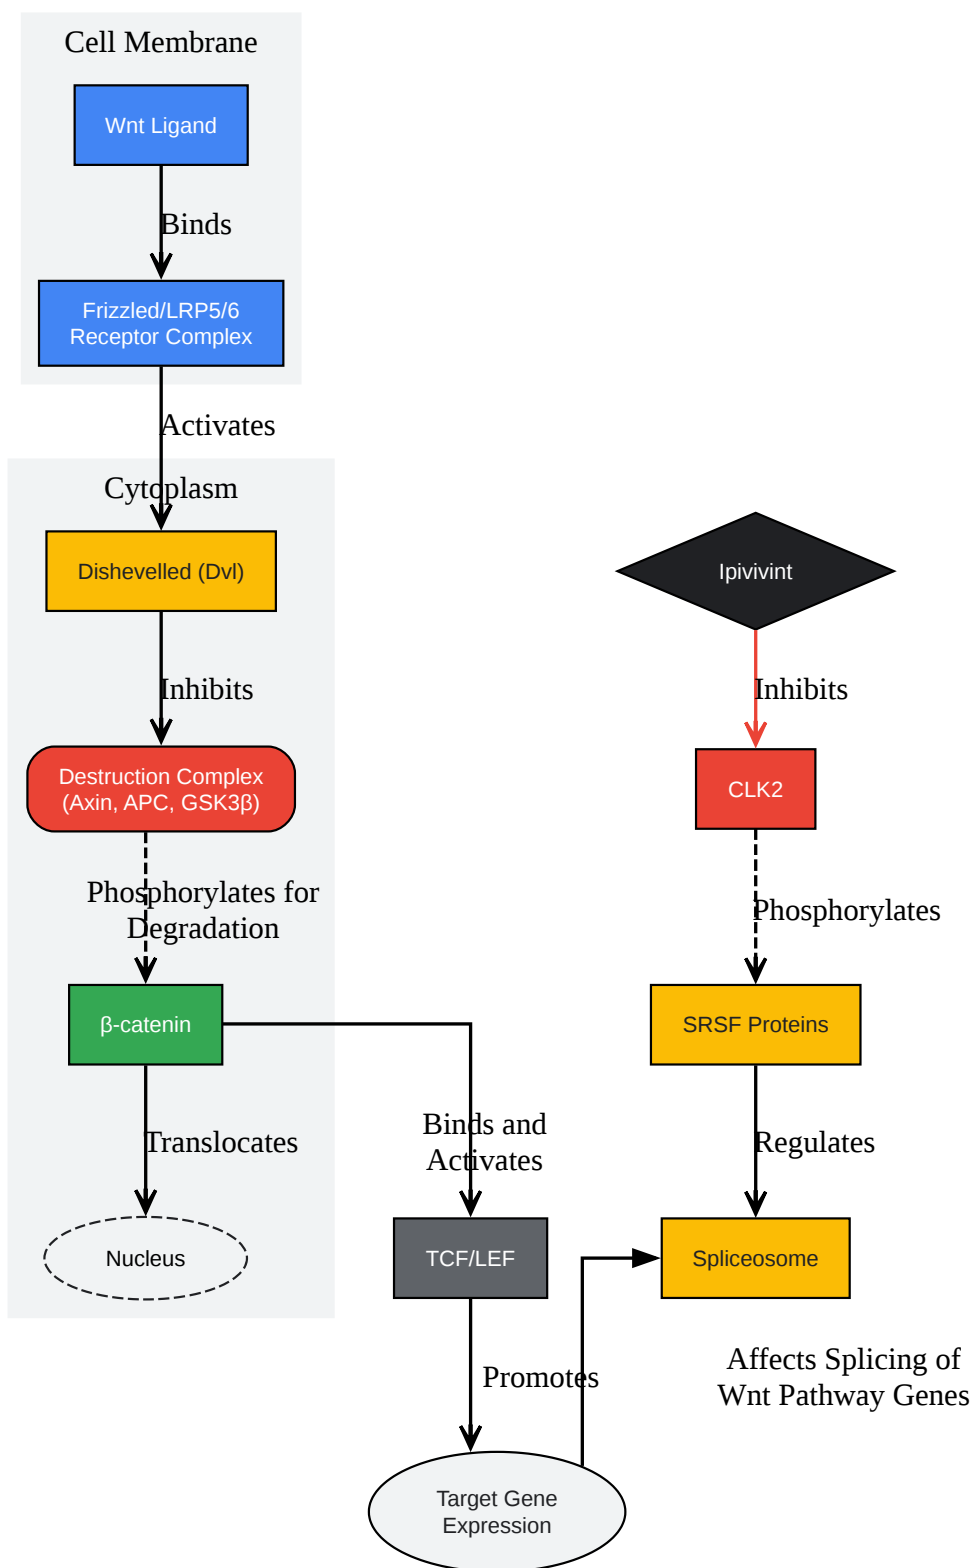 Cell Membrane
Wnt Ligand
Binds
Frizzled/LRP5/6
Receptor Complex
Activates
Cytoplasm
Dishevelled (Dvl)
Ipivivint
Inhibits
Inhibits
Destruction Complex
(Axin, APC, GSK3β)
CLK2
Phosphorylates for
Degradation
Phosphorylates
β-catenin
SRSF Proteins
Translocates
Binds and
Activates
Regulates
Nucleus
TCF/LEF
Spliceosome
Promotes
Affects Splicing of
Wnt Pathway Genes
Target Gene
Expression